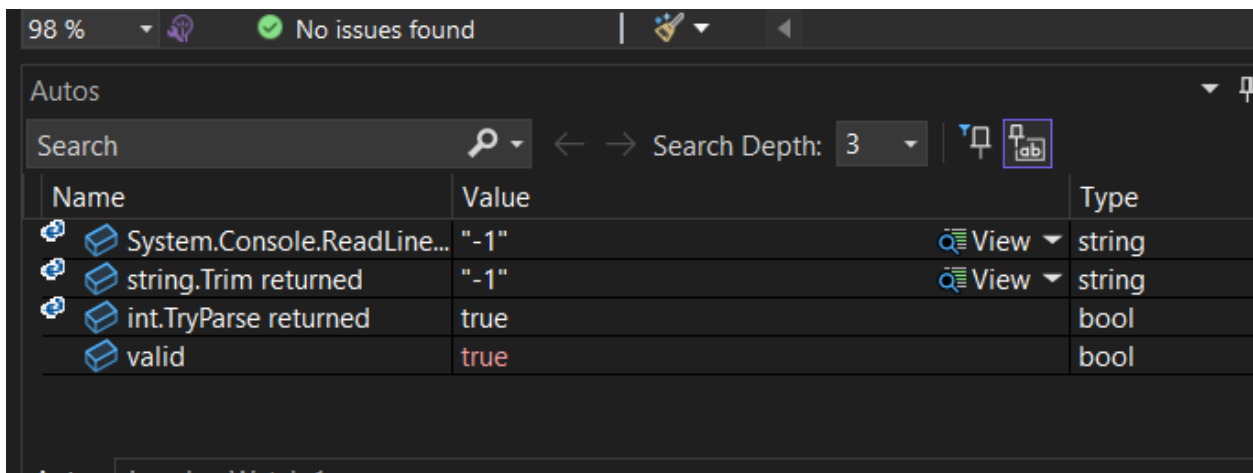 98 % No issues found
Autos
Search Search Depth: 3 ab
Name Value Type
System.Console.ReadLine... "-1" View string
string.Trim returned "-1" View string
int.TryParse returned true bool
valid true bool